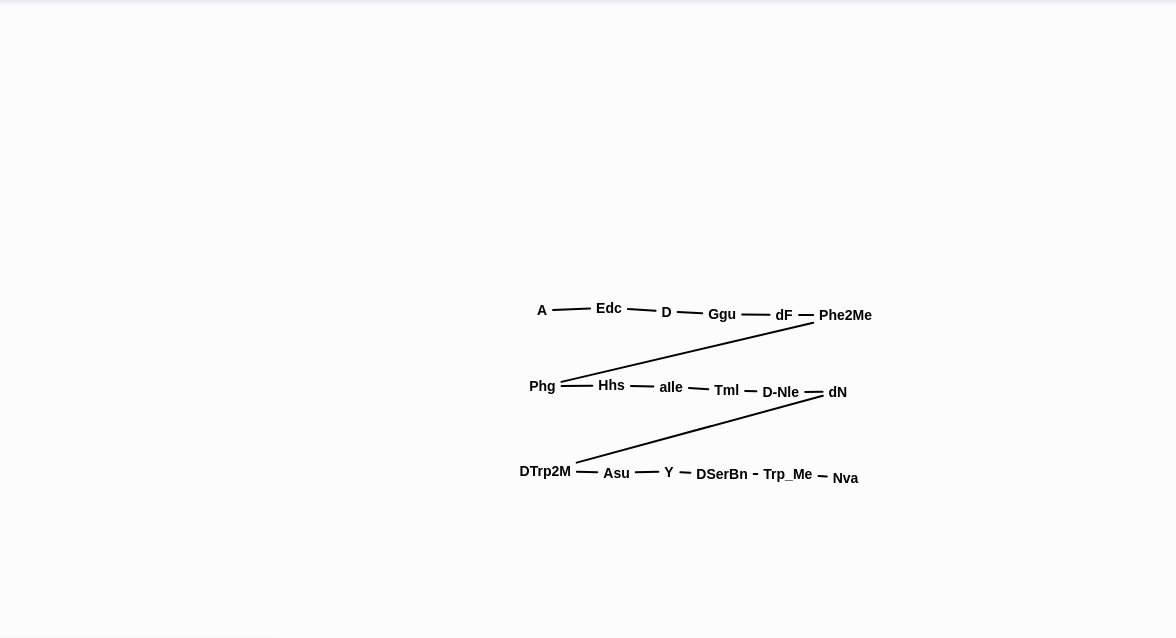 A Edc D Ggu dF Phe2Me
Phg Hhs aIle Tml D-Nle dN
DTrp2M Asu Y DSerBn Trp_Me Nva